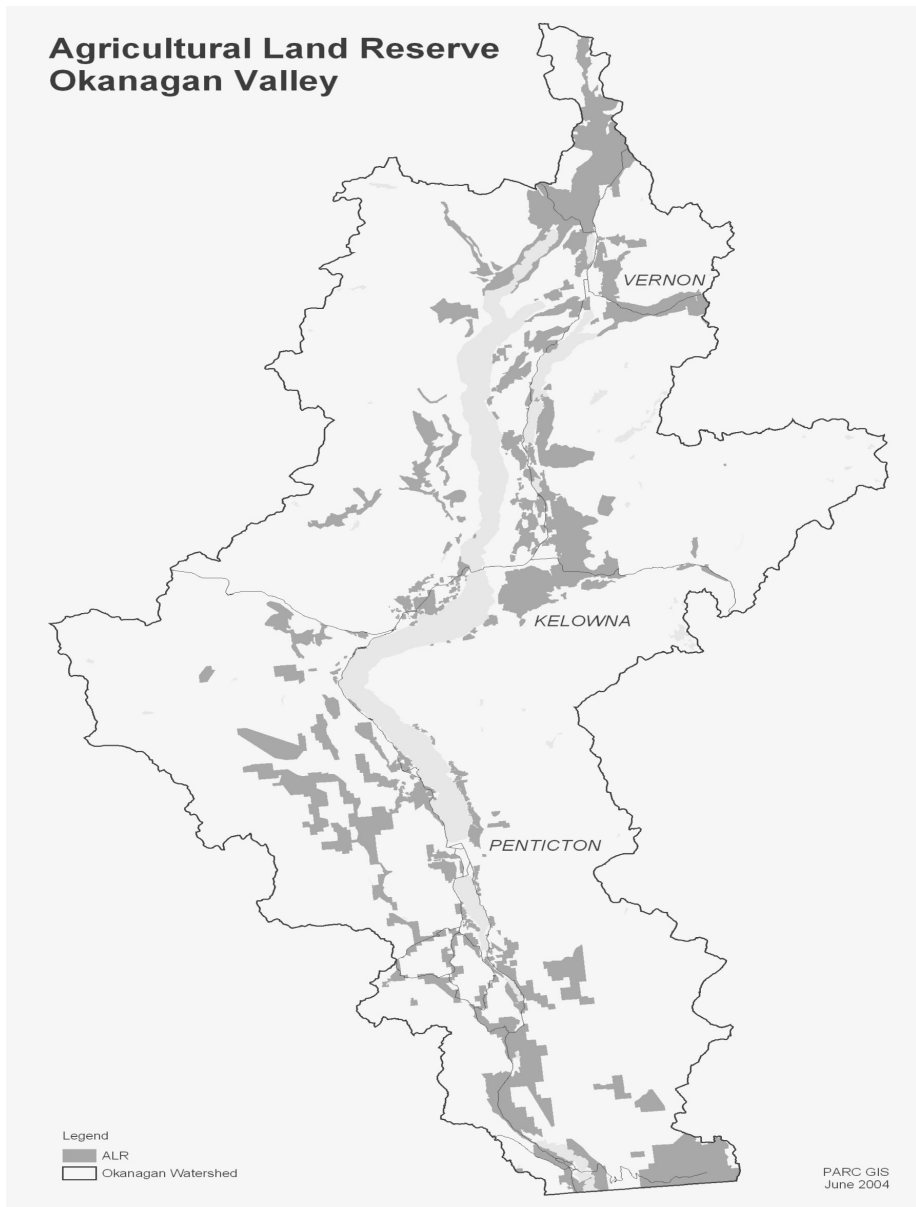 Agricultural Land Reserve
Okanagan Valley
VERNON
KELOWNA
PENTICTON
Legend
ALR
Okanagan Watershed
PARC GIS
June 2004